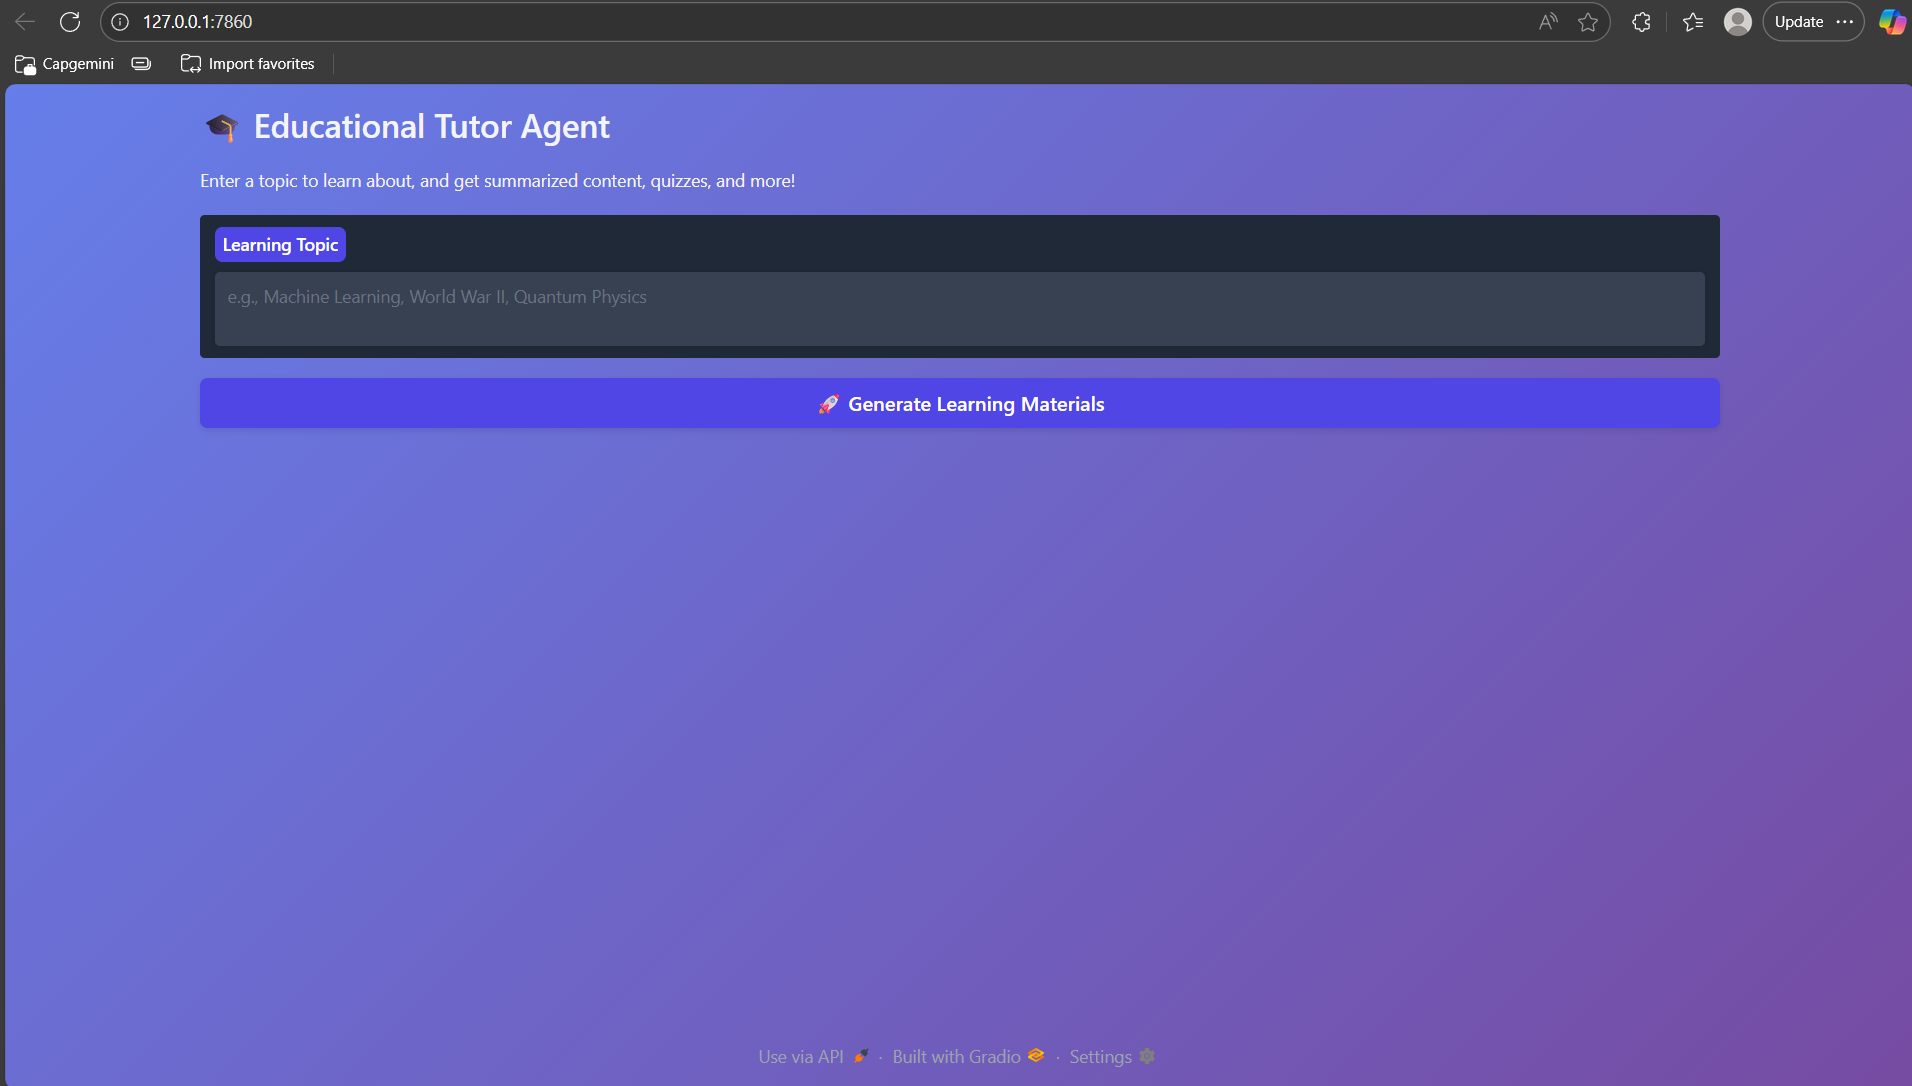 127.0.0.1:7860
Update
Capgemini
Import favorites
Educational Tutor Agent
Enter a topic to learn about, and get summarized content, quizzes, and more!
Learning Topic
e.g., Machine Learning, World War II, Quantum Physics
🚀 Generate Learning Materials
Use via API · Built with Gradio · Settings